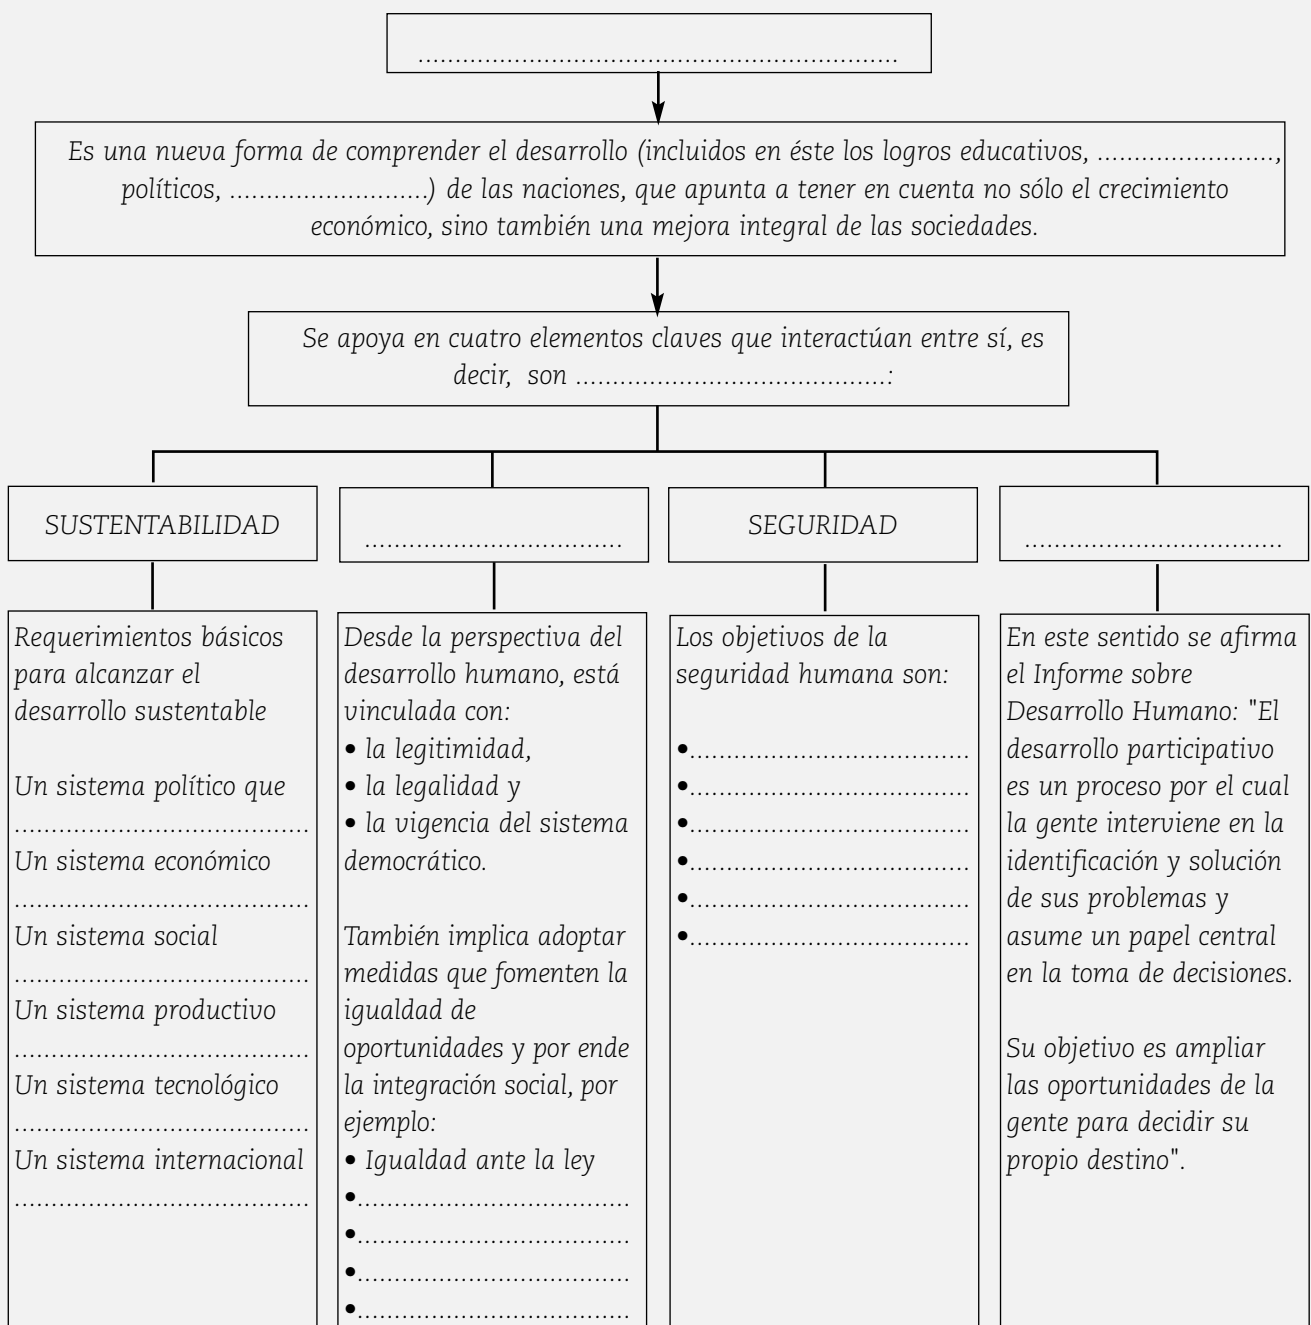 ...............................................................
Es una nueva forma de comprender el desarrollo (incluidos en éste los logros educativos, ........................,
políticos, ...........................) de las naciones, que apunta a tener en cuenta no sólo el crecimiento
económico, sino también una mejora integral de las sociedades.
Se apoya en cuatro elementos claves que interactúan entre sí, es
decir, son ..........................................:
SUSTENTABILIDAD
Requerimientos básicos
para alcanzar el
desarrollo sustentable
Un sistema político que
........................................
Un sistema económico
........................................
Un sistema social
........................................
Un sistema productivo
........................................
Un sistema tecnológico
........................................
Un sistema internacional
........................................
...................................
Desde la perspectiva del
desarrollo humano, está
vinculada con:
• la legitimidad,
• la legalidad y
• la vigencia del sistema
democrático.
También implica adoptar
medidas que fomenten la
igualdad de
oportunidades y por ende
la integración social, por
ejemplo:
• Igualdad ante la ley
•.....................................
•.....................................
•.....................................
•.....................................
SEGURIDAD
Los objetivos de la
seguridad humana son:
•......................................
•......................................
•......................................
•......................................
•......................................
•......................................
...................................
En este sentido se afirma
el Informe sobre
Desarrollo Humano: "El
desarrollo participativo
es un proceso por el cual
la gente interviene en la
identificación y solución
de sus problemas y
asume un papel central
en la toma de decisiones.
Su objetivo es ampliar
las oportunidades de la
gente para decidir su
propio destino".